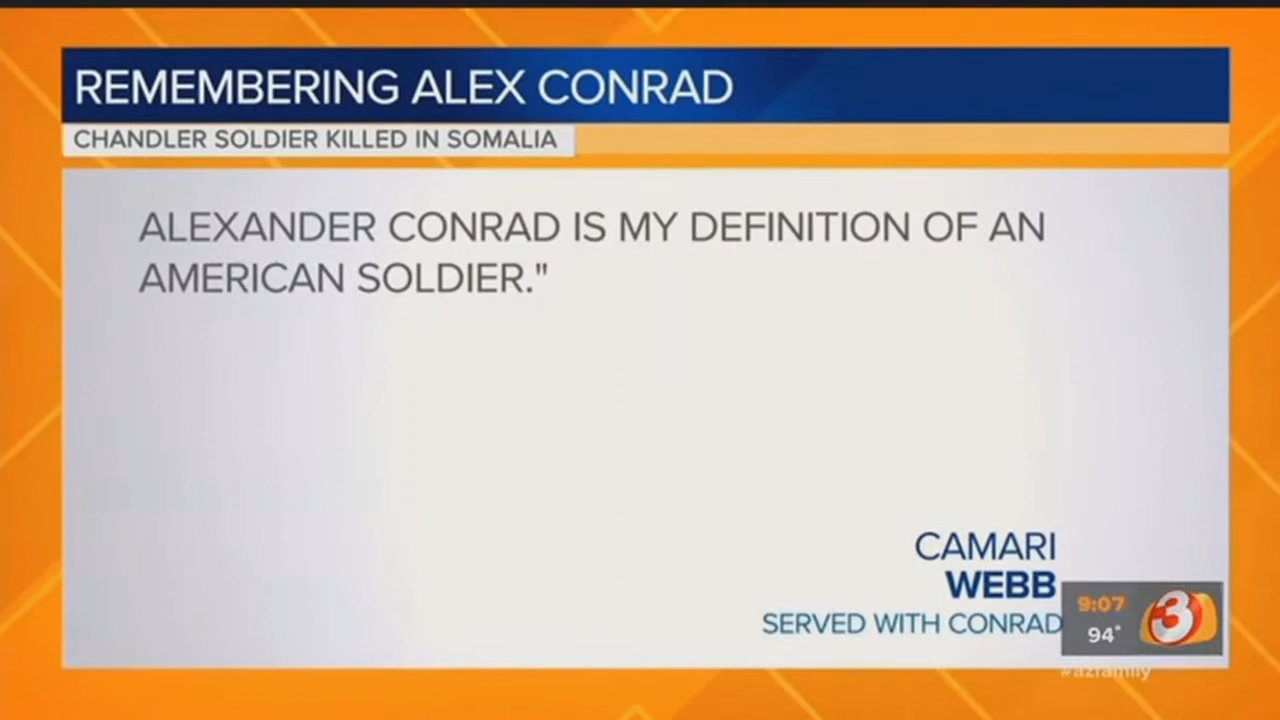 REMEMBERING ALEX CONRAD
CHANDLER SOLDIER KILLED IN SOMALIA
ALEXANDER CONRAD IS MY DEFINITION OF AN
AMERICAN SOLDIER."
CAMARI
WEBB
SERVED WITH CONRAD
9:07
94°
3
#azfamily